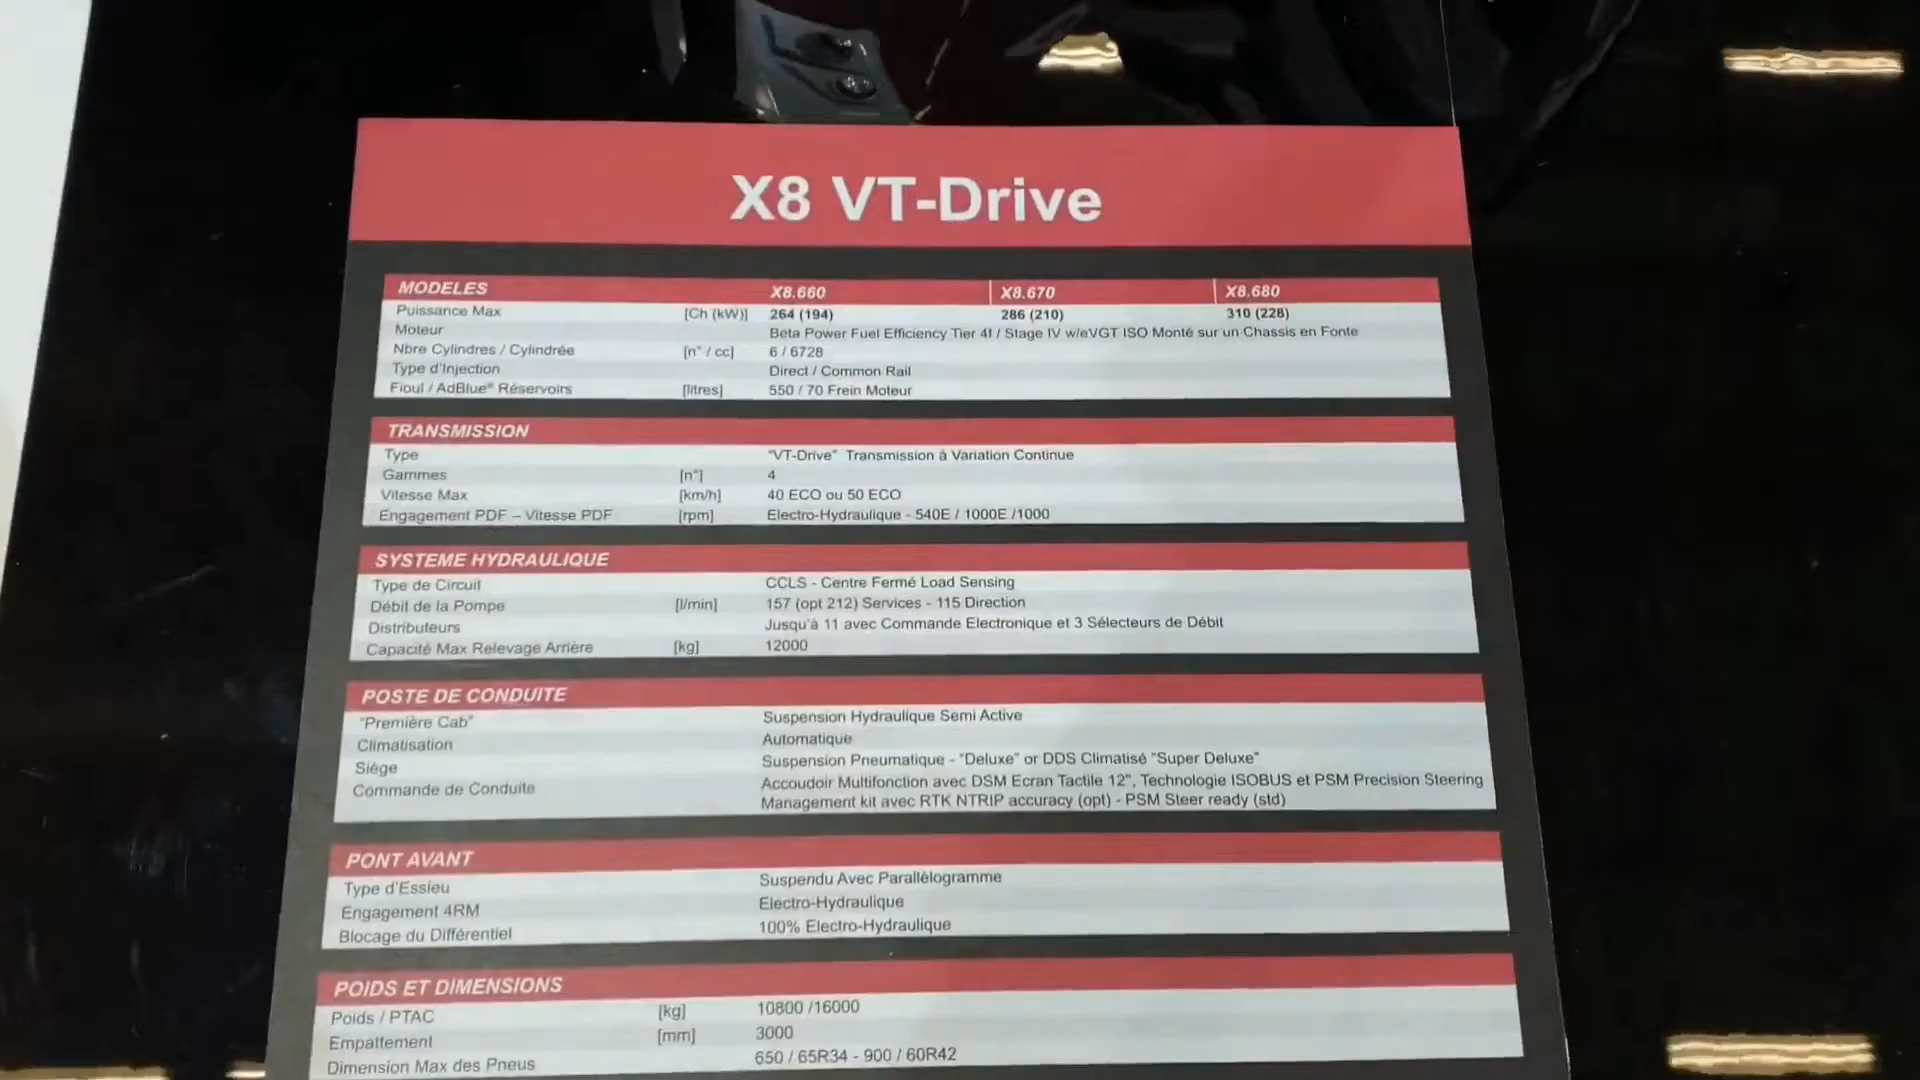 X8 VT-Drive
MODELES X8.660 X8.670 X8.680
Puissance Max [Ch (kW)] 264 (194) 286 (210) 310 (228)
Moteur Beta Power Fuel Efficiency Tier 4f / Stage IV w/eVGT ISO Monté sur un Chassis en Fonte
Nbre Cylindres / Cylindrée [n° / cc] 6 / 6728
Type d'Injection Direct / Common Rail
Fioul / AdBlue® Réservoirs [litres] 550 / 70 Frein Moteur
TRANSMISSION
Type "VT-Drive" Transmission à Variation Continue
Gammes [n°] 4
Vitesse Max [km/h] 40 ECO ou 50 ECO
Engagement PDF – Vitesse PDF [rpm] Electro-Hydraulique - 540E / 1000E /1000
SYSTEME HYDRAULIQUE
Type de Circuit CCLS - Centre Fermé Load Sensing
Débit de la Pompe [l/min] 157 (opt 212) Services - 115 Direction
Distributeurs Jusqu'à 11 avec Commande Electronique et 3 Sélecteurs de Débit
Capacité Max Relevage Arrière [kg] 12000
POSTE DE CONDUITE
"Première Cab" Suspension Hydraulique Semi Active
Climatisation Automatique
Siège Suspension Pneumatique - "Deluxe" or DDS Climatisé "Super Deluxe"
Commande de Conduite Accoudoir Multifonction avec DSM Ecran Tactile 12", Technologie ISOBUS et PSM Precision Steering
Management kit avec RTK NTRIP accuracy (opt) - PSM Steer ready (std)
PONT AVANT
Type d'Essieu Suspendu Avec Parallélogramme
Engagement 4RM Electro-Hydraulique
Blocage du Différentiel 100% Electro-Hydraulique
POIDS ET DIMENSIONS
Poids / PTAC [kg] 10800 /16000
Empattement [mm] 3000
Dimension Max des Pneus 650 / 65R34 - 900 / 60R42